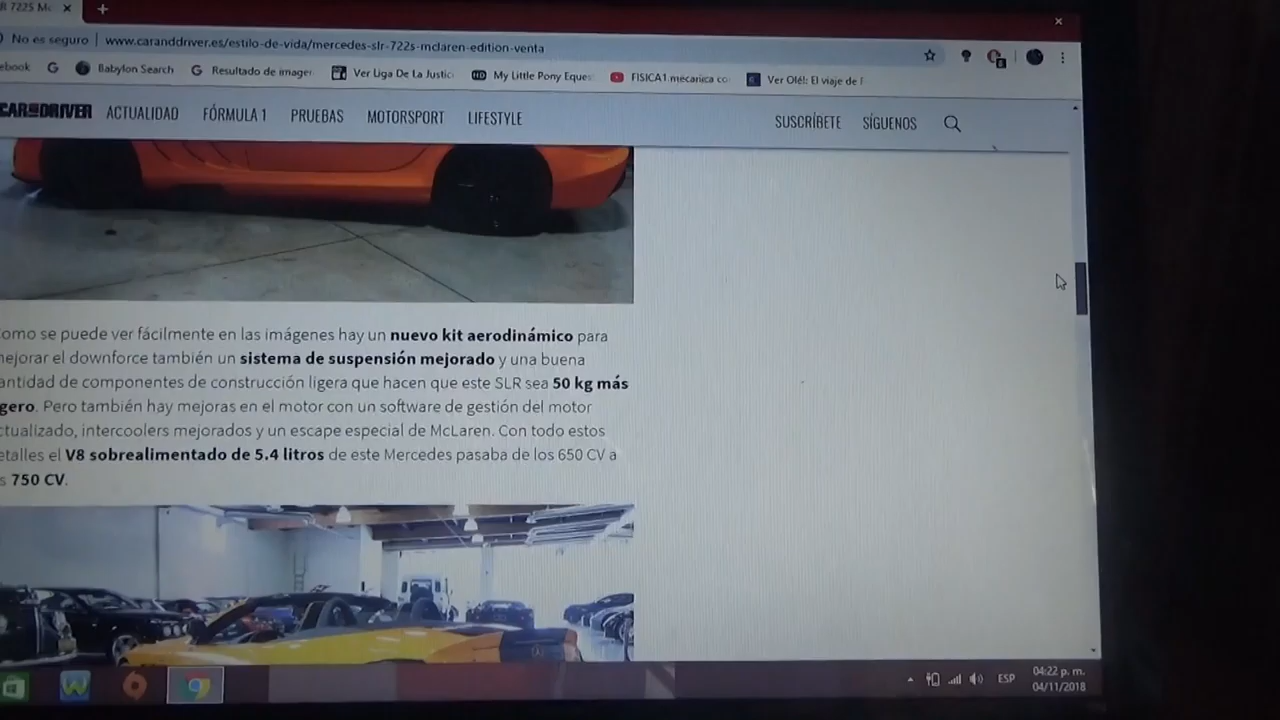 R 722S Mc
No es seguro | www.caranddriver.es/estilo-de-vida/mercedes-slr-722s-mclaren-edition-venta
ebook Babylon Search Resultado de imager Ver Liga De La Justic My Little Pony Eques FISICA1 mecanica co Ver Olé!: El viaje de F
CAR AND DRIVER ACTUALIDAD FÓRMULA 1 PRUEBAS MOTORSPORT LIFESTYLE SUSCRÍBETE SÍGUENOS
omo se puede ver fácilmente en las imágenes hay un nuevo kit aerodinámico para
ejorar el downforce también un sistema de suspensión mejorado y una buena
antidad de componentes de construcción ligera que hacen que este SLR sea 50 kg más
gero. Pero también hay mejoras en el motor con un software de gestión del motor
ctualizado, intercoolers mejorados y un escape especial de McLaren. Con todo estos
etalles el V8 sobrealimentado de 5.4 litros de este Mercedes pasaba de los 650 CV a
s 750 CV.
ESP 04:22 p. m.
04/11/2018